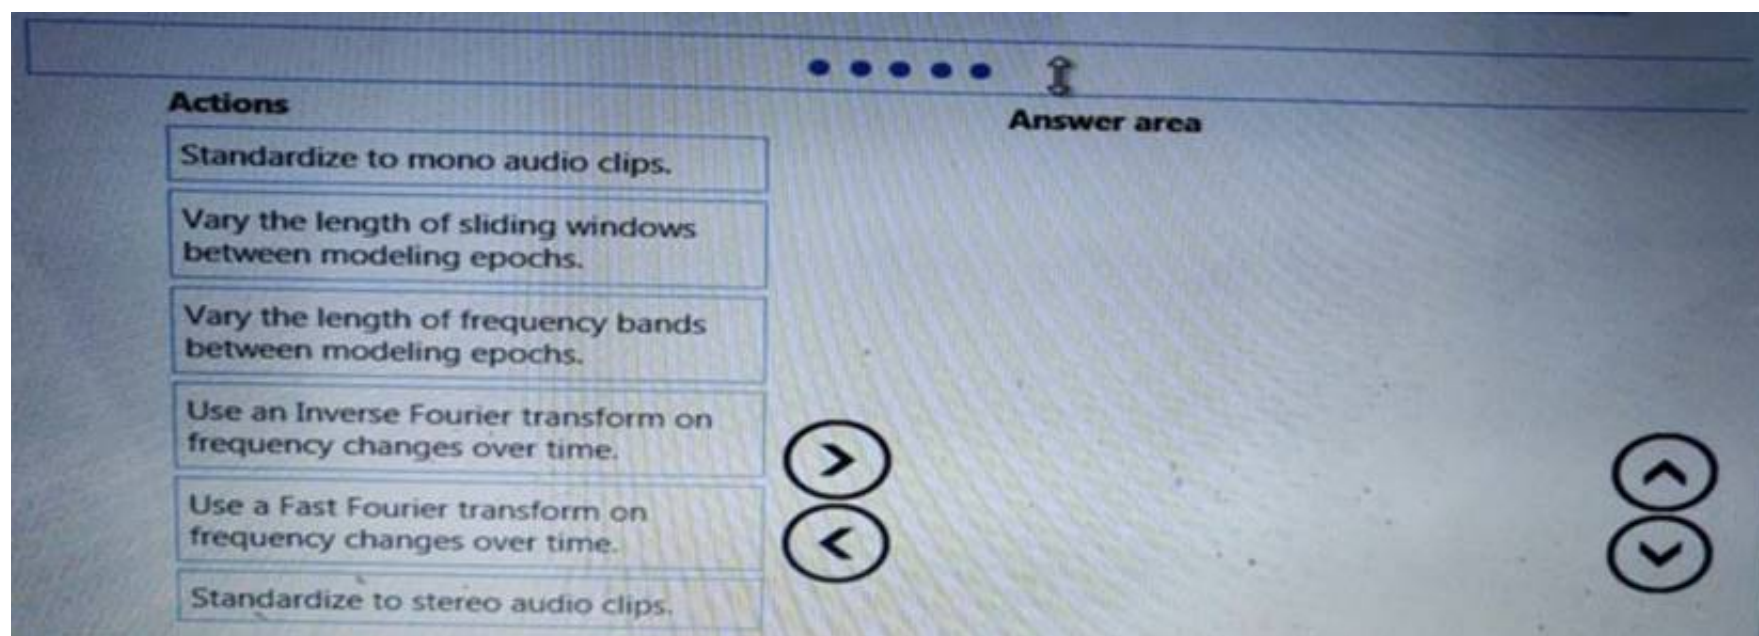 Actions
Answer area
Standardize to mono audio clips.
Vary the length of sliding windows
between modeling epochs.
Vary the length of frequency bands
between modeling epochs.
Use an Inverse Fourier transform on
frequency changes over time.
Use a Fast Fourier transform on
frequency changes over time.
Standardize to stereo audio clips.